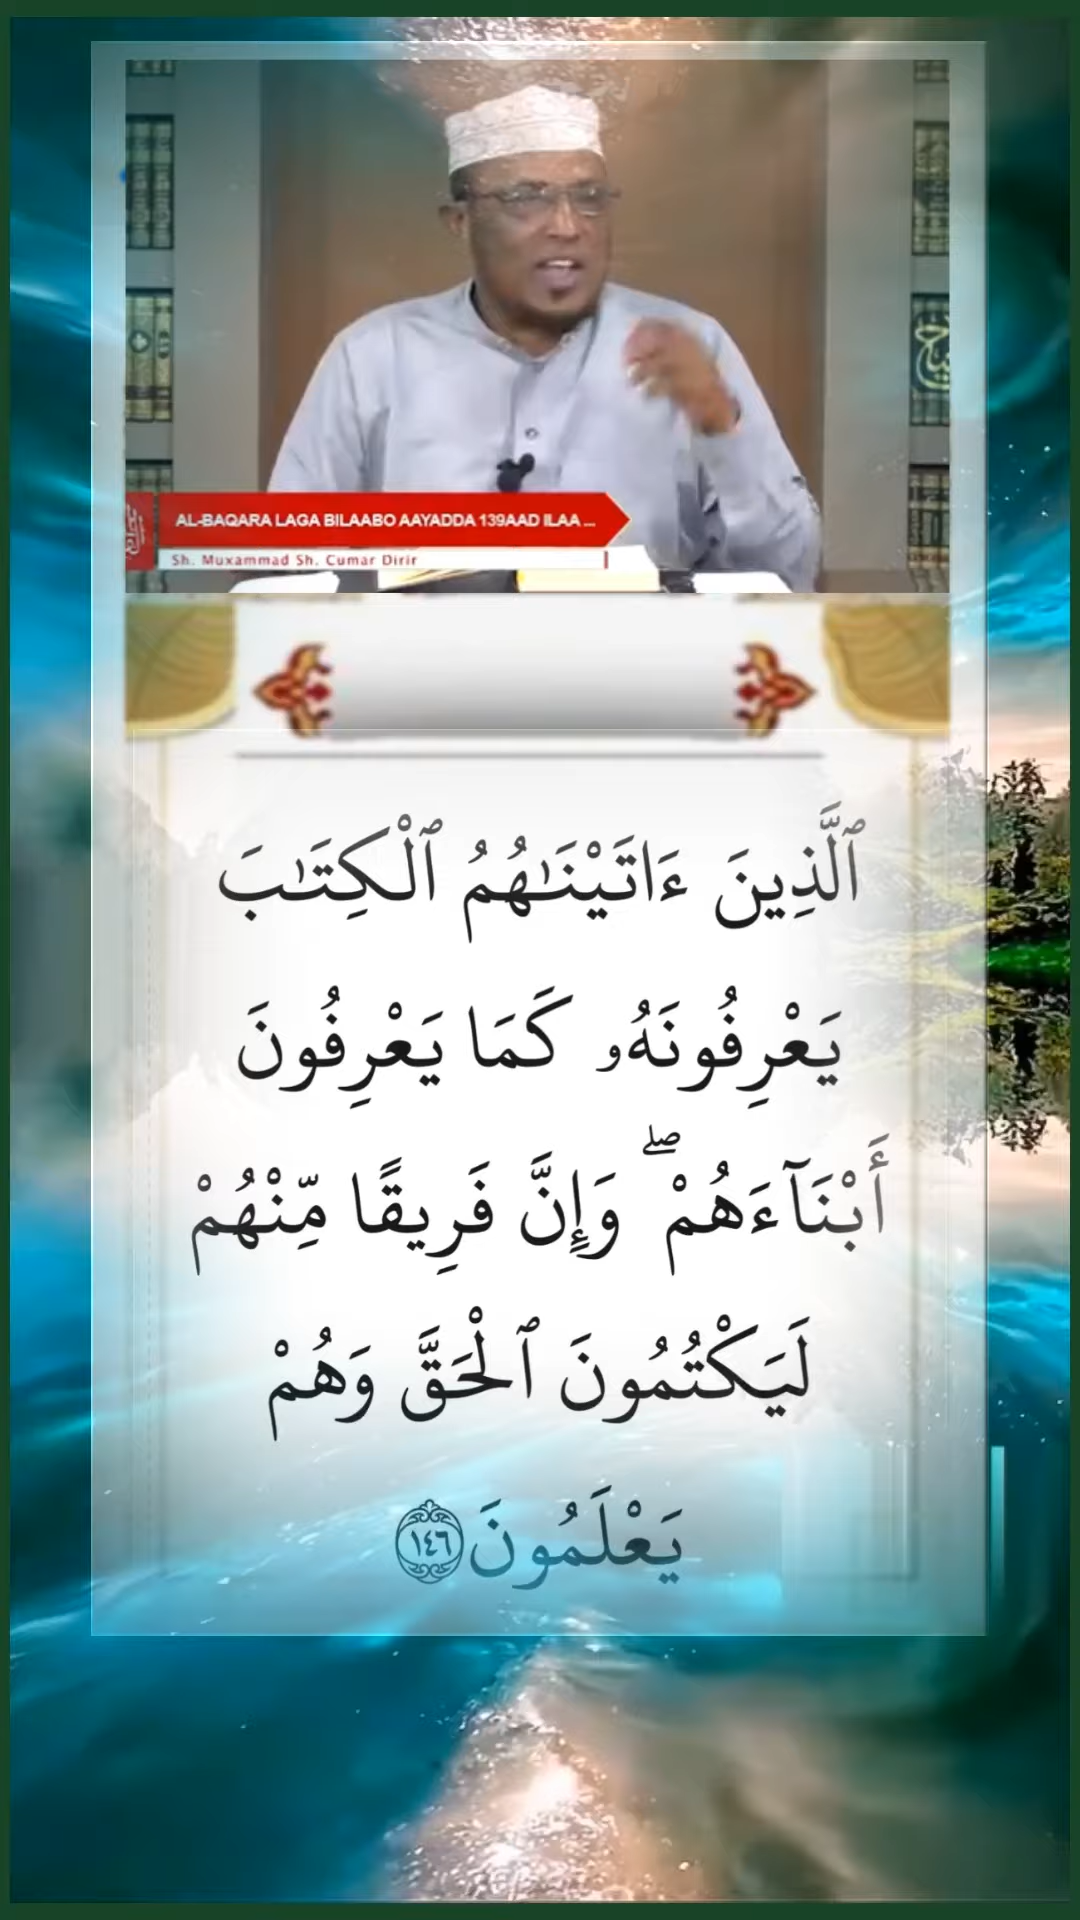 AL-BAQARA LAGA BILAABO AAYADDA 139AAD ILAA ...
Sh. Muxammad Sh. Cumar Dirir
ٱلَّذِينَ ءَاتَيْنَـٰهُمُ ٱلْكِتَـٰبَ
يَعْرِفُونَهُۥ كَمَا يَعْرِفُونَ
أَبْنَآءَهُمْ ۖ وَإِنَّ فَرِيقًا مِّنْهُمْ
لَيَكْتُمُونَ ٱلْحَقَّ وَهُمْ
يَعْلَمُونَ ١٤٦